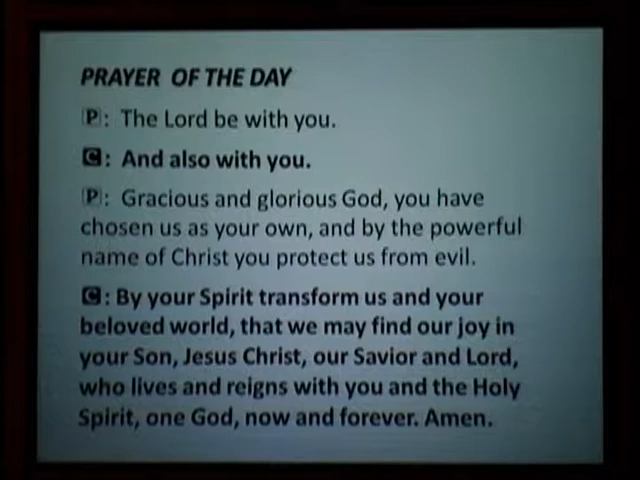 PRAYER OF THE DAY
P: The Lord be with you.
C: And also with you.
P: Gracious and glorious God, you have
chosen us as your own, and by the powerful
name of Christ you protect us from evil.
C: By your Spirit transform us and your
beloved world, that we may find our joy in
your Son, Jesus Christ, our Savior and Lord,
who lives and reigns with you and the Holy
Spirit, one God, now and forever. Amen.